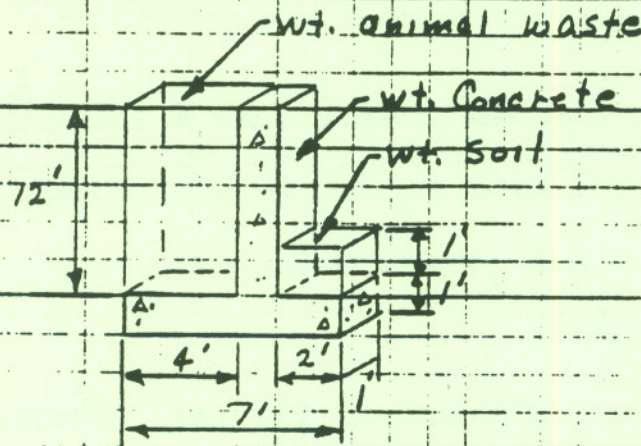 wt. animal waste
wt. Concrete
wt. Soil
72'
1'
1'
4'
2'
1'
7'